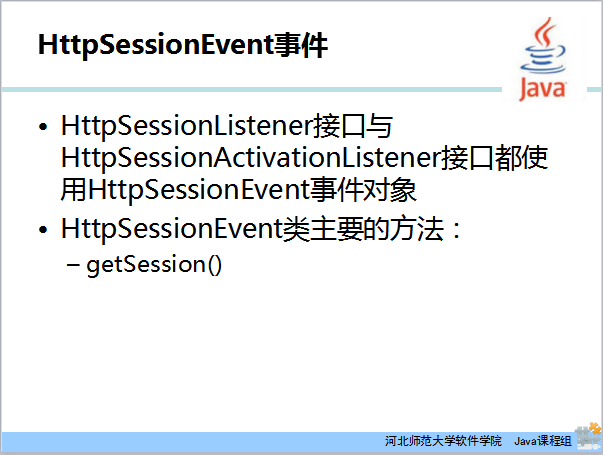 HttpSessionEvent事件
Java
• HttpSessionListener接口与
HttpSessionActivationListener接口都使
用HttpSessionEvent事件对象
• HttpSessionEvent类主要的方法：
– getSession()
河北师范大学软件学院 Java课程组